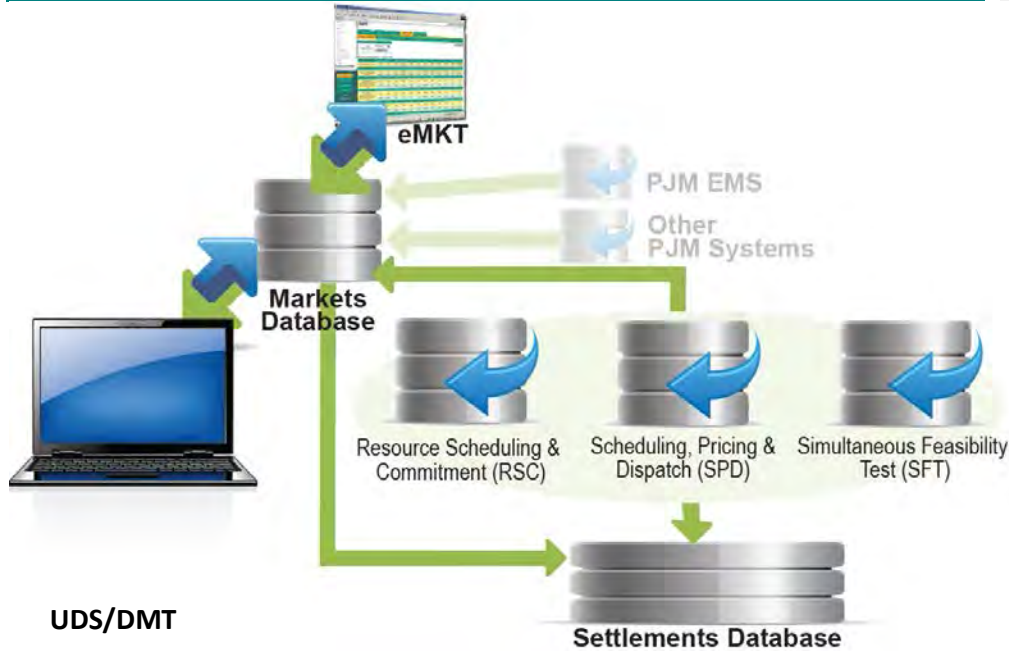 eMKT
PJM EMS
Other
PJM Systems
Markets
Database
Resource Scheduling &
Commitment (RSC)
Scheduling, Pricing &
Dispatch (SPD)
Simultaneous Feasibility
Test (SFT)
UDS/DMT
Settlements Database